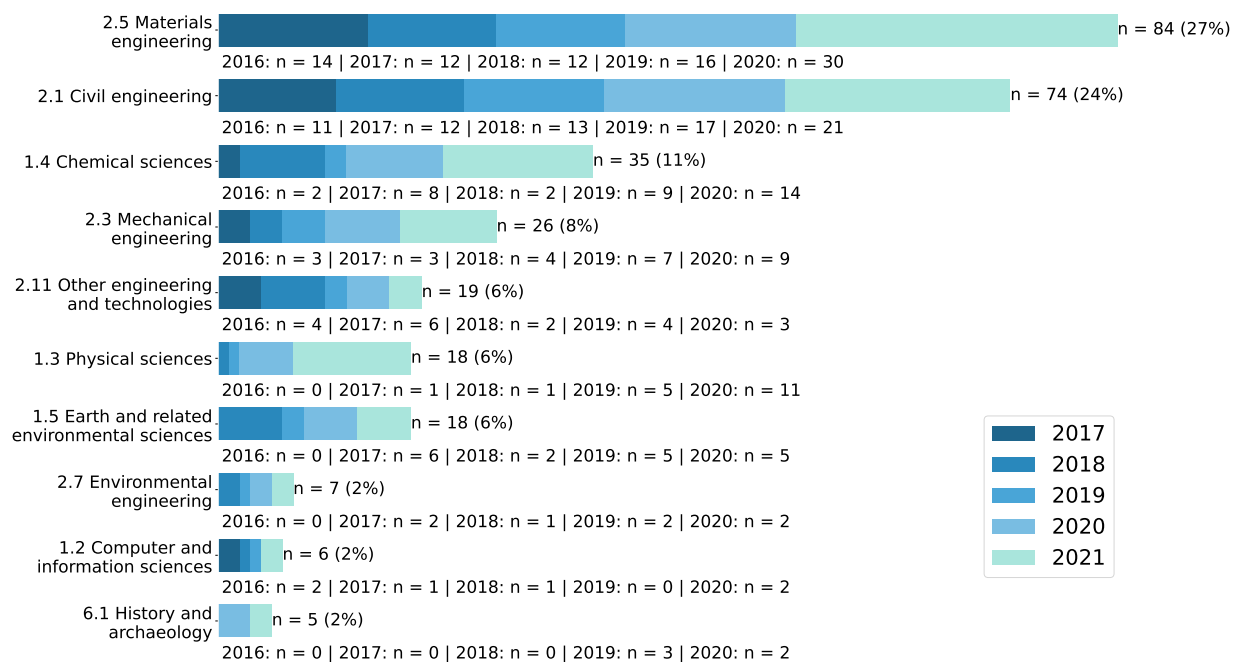 2.5 Materials
engineering
n = 84 (27%)
2016: n = 14 | 2017: n = 12 | 2018: n = 12 | 2019: n = 16 | 2020: n = 30
2.1 Civil engineering
n = 74 (24%)
2016: n = 11 | 2017: n = 12 | 2018: n = 13 | 2019: n = 17 | 2020: n = 21
1.4 Chemical sciences
n = 35 (11%)
2016: n = 2 | 2017: n = 8 | 2018: n = 2 | 2019: n = 9 | 2020: n = 14
2.3 Mechanical
engineering
n = 26 (8%)
2016: n = 3 | 2017: n = 3 | 2018: n = 4 | 2019: n = 7 | 2020: n = 9
2.11 Other engineering
and technologies
n = 19 (6%)
2016: n = 4 | 2017: n = 6 | 2018: n = 2 | 2019: n = 4 | 2020: n = 3
1.3 Physical sciences
n = 18 (6%)
2016: n = 0 | 2017: n = 1 | 2018: n = 1 | 2019: n = 5 | 2020: n = 11
1.5 Earth and related
environmental sciences
n = 18 (6%)
2016: n = 0 | 2017: n = 6 | 2018: n = 2 | 2019: n = 5 | 2020: n = 5
2.7 Environmental
engineering
n = 7 (2%)
2016: n = 0 | 2017: n = 2 | 2018: n = 1 | 2019: n = 2 | 2020: n = 2
1.2 Computer and
information sciences
n = 6 (2%)
2016: n = 2 | 2017: n = 1 | 2018: n = 1 | 2019: n = 0 | 2020: n = 2
6.1 History and
archaeology
n = 5 (2%)
2016: n = 0 | 2017: n = 0 | 2018: n = 0 | 2019: n = 3 | 2020: n = 2
2017
2018
2019
2020
2021